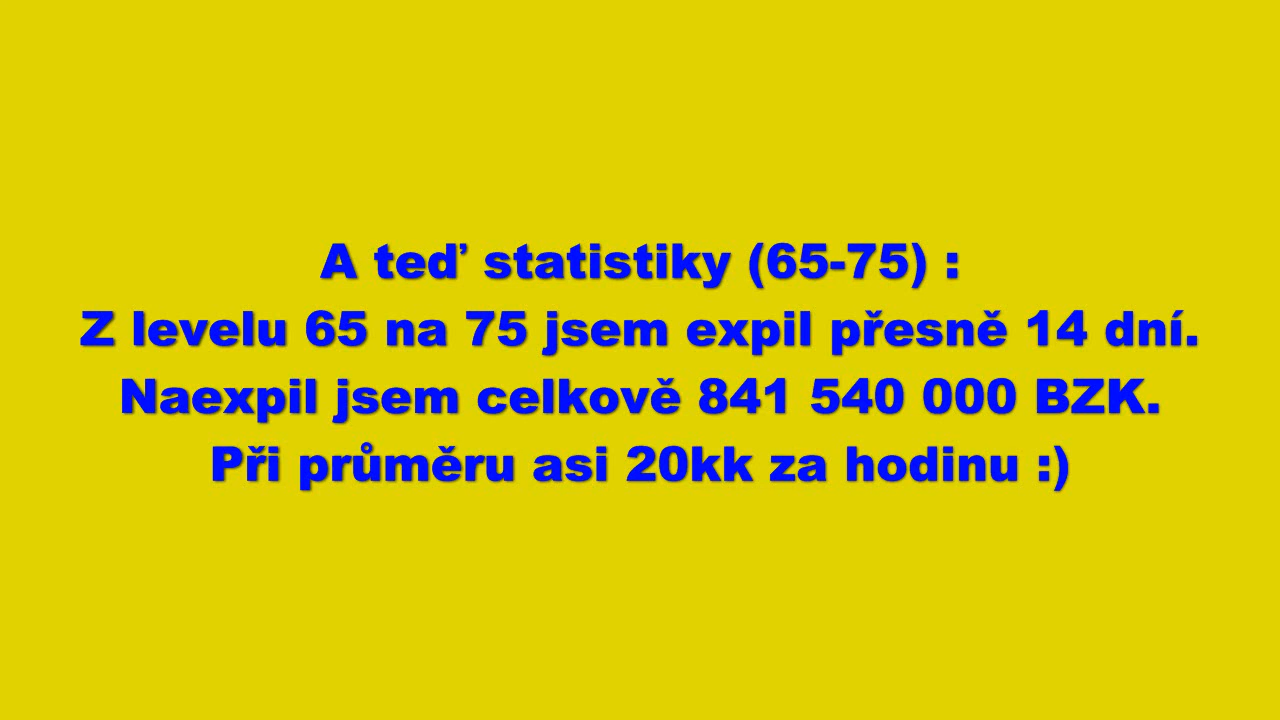 A teď statistiky (65-75) :
Z levelu 65 na 75 jsem expil přesně 14 dní.
Naexpil jsem celkově 841 540 000 BZK.
Při průměru asi 20kk za hodinu :)